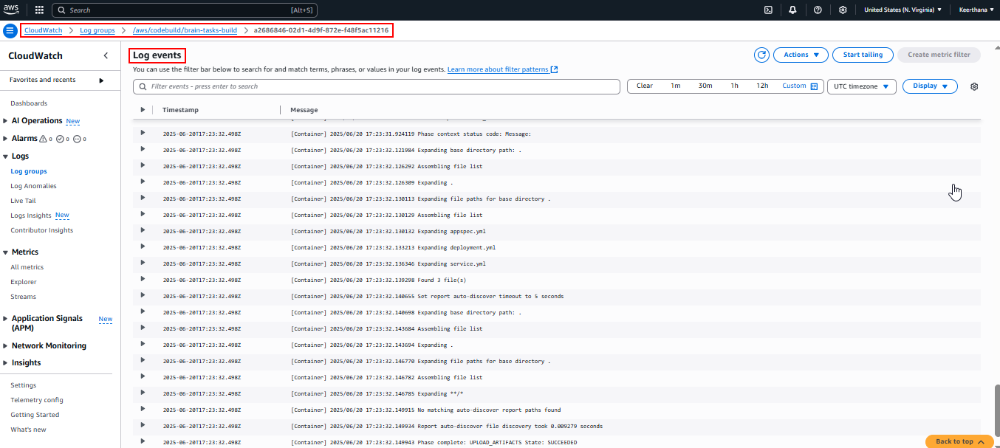 aws
Search [Alt+S]
United States (N. Virginia) ▼
Keerthana ▼
CloudWatch > Log groups > /aws/codebuild/brain-tasks-build > a2686846-02d1-4d9f-872e-f48f5ac11216
CloudWatch
Favorites and recents
Dashboards
AI Operations New
Alarms 0 0 0
Logs
Log groups
Log Anomalies
Live Tail
Logs Insights New
Contributor Insights
Metrics
All metrics
Explorer
Streams
Application Signals New
(APM)
Network Monitoring
Insights
Settings
Telemetry config
Getting Started
What's new
Log events
Actions ▼
Start tailing
Create metric filter
You can use the filter bar below to search for and match terms, phrases, or values in your log events. Learn more about filter patterns
Filter events - press enter to search
Clear 1m 30m 1h 12h Custom
UTC timezone ▼
Display ▼
Timestamp Message
2025-06-20T17:23:32.498Z [Container] 2025/06/20 17:23:31.924119 Phase context status code: Message:
2025-06-20T17:23:32.498Z [Container] 2025/06/20 17:23:32.121984 Expanding base directory path: .
2025-06-20T17:23:32.498Z [Container] 2025/06/20 17:23:32.126292 Assembling file list
2025-06-20T17:23:32.498Z [Container] 2025/06/20 17:23:32.126309 Expanding .
2025-06-20T17:23:32.498Z [Container] 2025/06/20 17:23:32.130113 Expanding file paths for base directory .
2025-06-20T17:23:32.498Z [Container] 2025/06/20 17:23:32.130129 Assembling file list
2025-06-20T17:23:32.498Z [Container] 2025/06/20 17:23:32.130132 Expanding appspec.yml
2025-06-20T17:23:32.498Z [Container] 2025/06/20 17:23:32.133213 Expanding deployment.yml
2025-06-20T17:23:32.498Z [Container] 2025/06/20 17:23:32.136346 Expanding service.yml
2025-06-20T17:23:32.498Z [Container] 2025/06/20 17:23:32.139298 Found 3 file(s)
2025-06-20T17:23:32.498Z [Container] 2025/06/20 17:23:32.140655 Set report auto-discover timeout to 5 seconds
2025-06-20T17:23:32.498Z [Container] 2025/06/20 17:23:32.140698 Expanding base directory path: .
2025-06-20T17:23:32.498Z [Container] 2025/06/20 17:23:32.143684 Assembling file list
2025-06-20T17:23:32.498Z [Container] 2025/06/20 17:23:32.143694 Expanding .
2025-06-20T17:23:32.498Z [Container] 2025/06/20 17:23:32.146770 Expanding file paths for base directory .
2025-06-20T17:23:32.498Z [Container] 2025/06/20 17:23:32.146782 Assembling file list
2025-06-20T17:23:32.498Z [Container] 2025/06/20 17:23:32.146785 Expanding **/*
2025-06-20T17:23:32.498Z [Container] 2025/06/20 17:23:32.149915 No matching auto-discover report paths found
2025-06-20T17:23:32.498Z [Container] 2025/06/20 17:23:32.149934 Report auto-discover file discovery took 0.009279 seconds
2025-06-20T17:23:32.498Z [Container] 2025/06/20 17:23:32.149943 Phase complete: UPLOAD_ARTIFACTS State: SUCCEEDED
Back to top